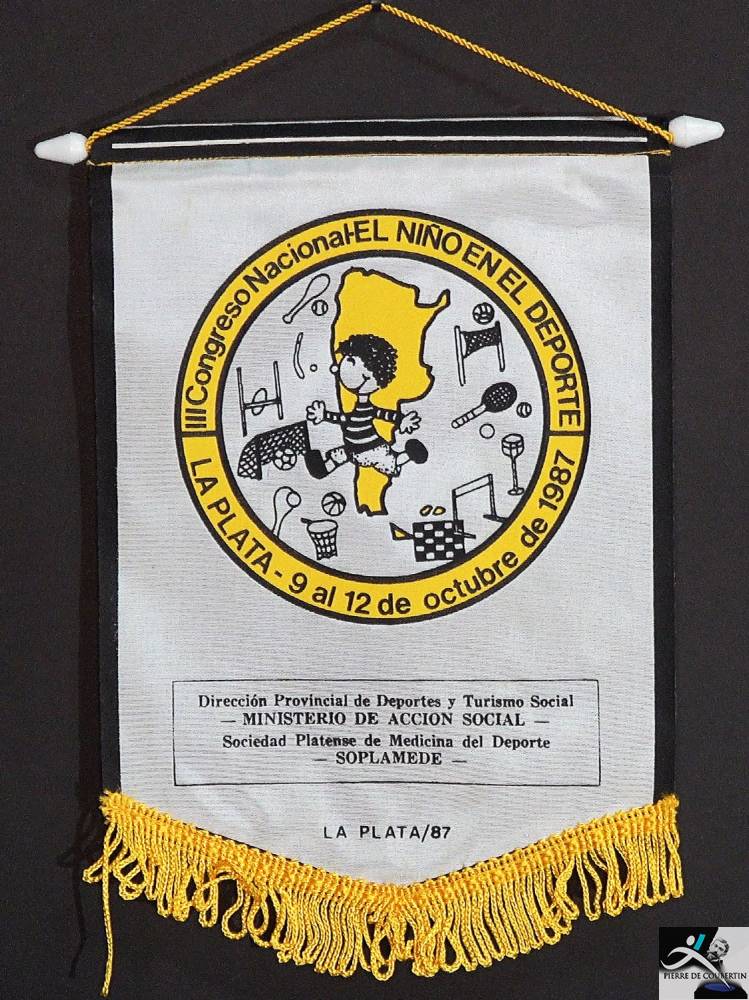 III Congreso Nacional-EL NIÑO EN EL DEPORTE
LA PLATA - 9 al 12 de octubre de 1987
Dirección Provincial de Deportes y Turismo Social
— MINISTERIO DE ACCION SOCIAL —
Sociedad Platense de Medicina del Deporte
— SOPLAMEDE —
LA PLATA/87
PIERRE DE COUBERTIN